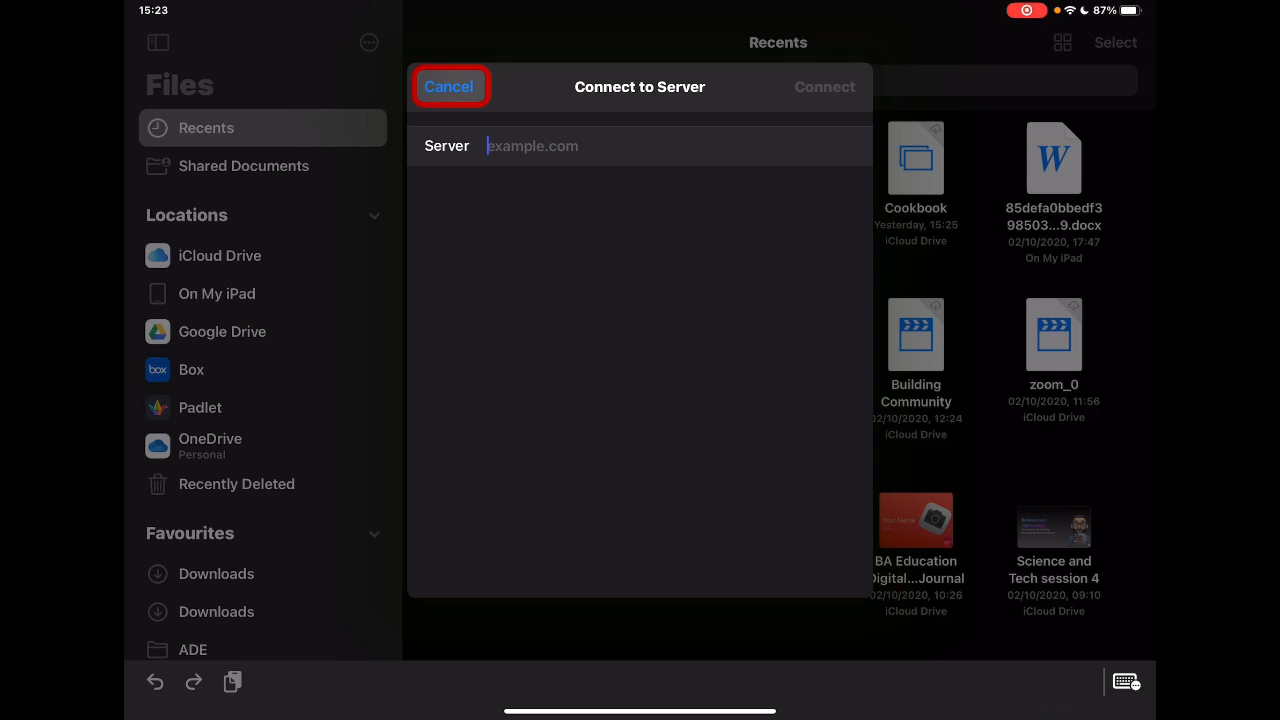 15:23
87%
Recents
Select
Files
Cancel
Connect to Server
Connect
Server
example.com
Recents
Shared Documents
Locations
iCloud Drive
On My iPad
Google Drive
box
Box
Padlet
OneDrive
Personal
Recently Deleted
Favourites
Downloads
Downloads
ADE
Cookbook
Yesterday, 15:25
iCloud Drive
W
85defa0bbedf3
98503...9.docx
02/10/2020, 17:47
On My iPad
Building
Community
02/10/2020, 12:24
iCloud Drive
zoom_0
02/10/2020, 11:56
iCloud Drive
Your Name
BA Education
Digital...Journal
02/10/2020, 10:26
iCloud Drive
Science and
Tech session 4
02/10/2020, 09:10
iCloud Drive